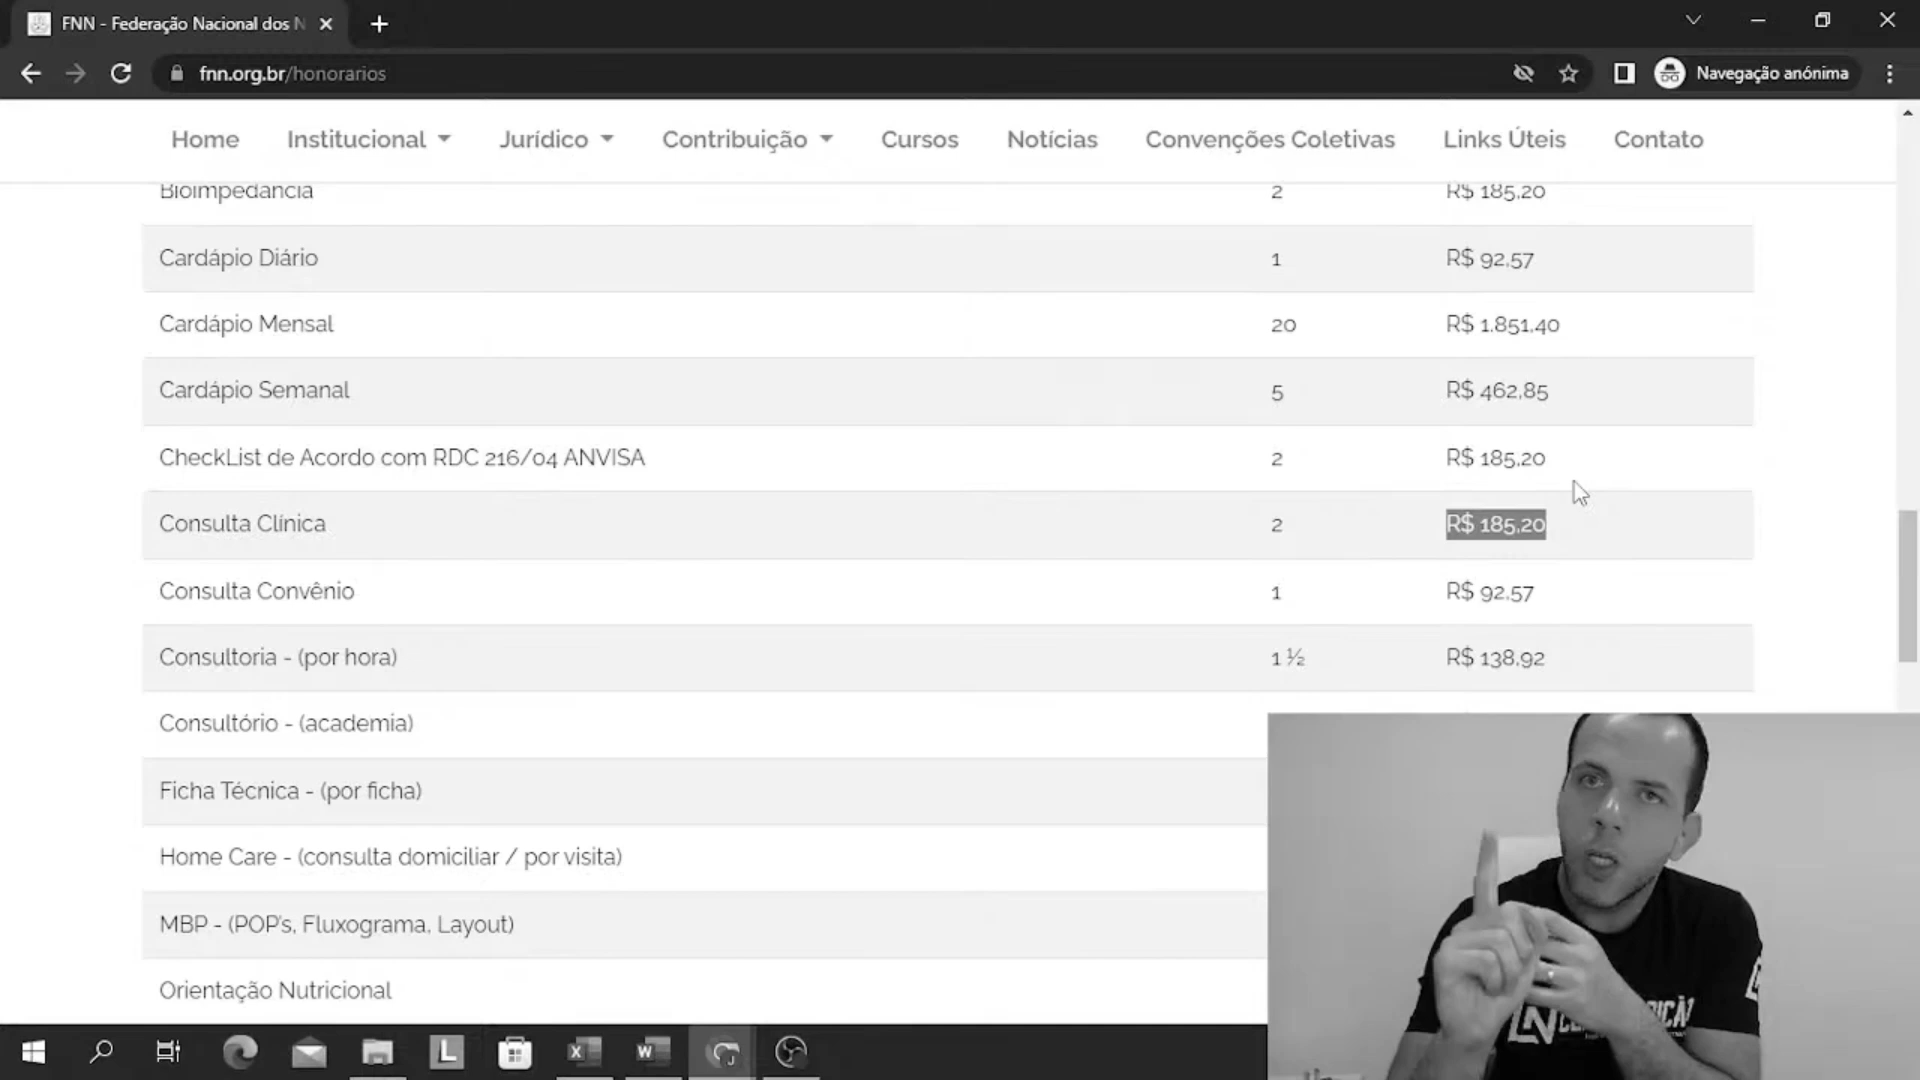 FNN - Federação Nacional dos N
fnn.org.br/honorarios
Navegação anónima
Home Institucional Jurídico Contribuição Cursos Notícias Convenções Coletivas Links Úteis Contato
Bioimpedância 2 R$ 185,20
Cardápio Diário 1 R$ 92,57
Cardápio Mensal 20 R$ 1.851,40
Cardápio Semanal 5 R$ 462,85
CheckList de Acordo com RDC 216/04 ANVISA 2 R$ 185,20
Consulta Clínica 2 R$ 185,20
Consulta Convênio 1 R$ 92,57
Consultoria - (por hora) 1 ½ R$ 138,92
Consultório - (academia)
Ficha Técnica - (por ficha)
Home Care - (consulta domiciliar / por visita)
MBP - (POP's, Fluxograma, Layout)
Orientação Nutricional